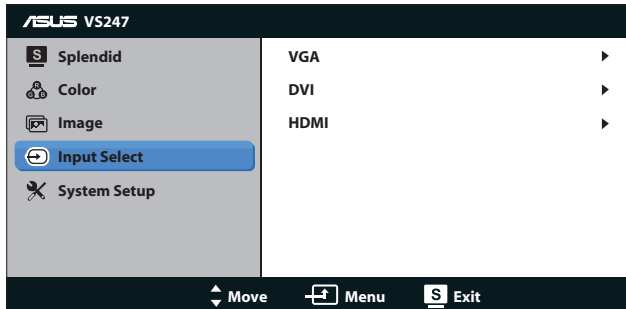 ASUS VS247
S Splendid
R G B Color
Image
Input Select
System Setup
VGA
DVI
HDMI
Move Menu S Exit